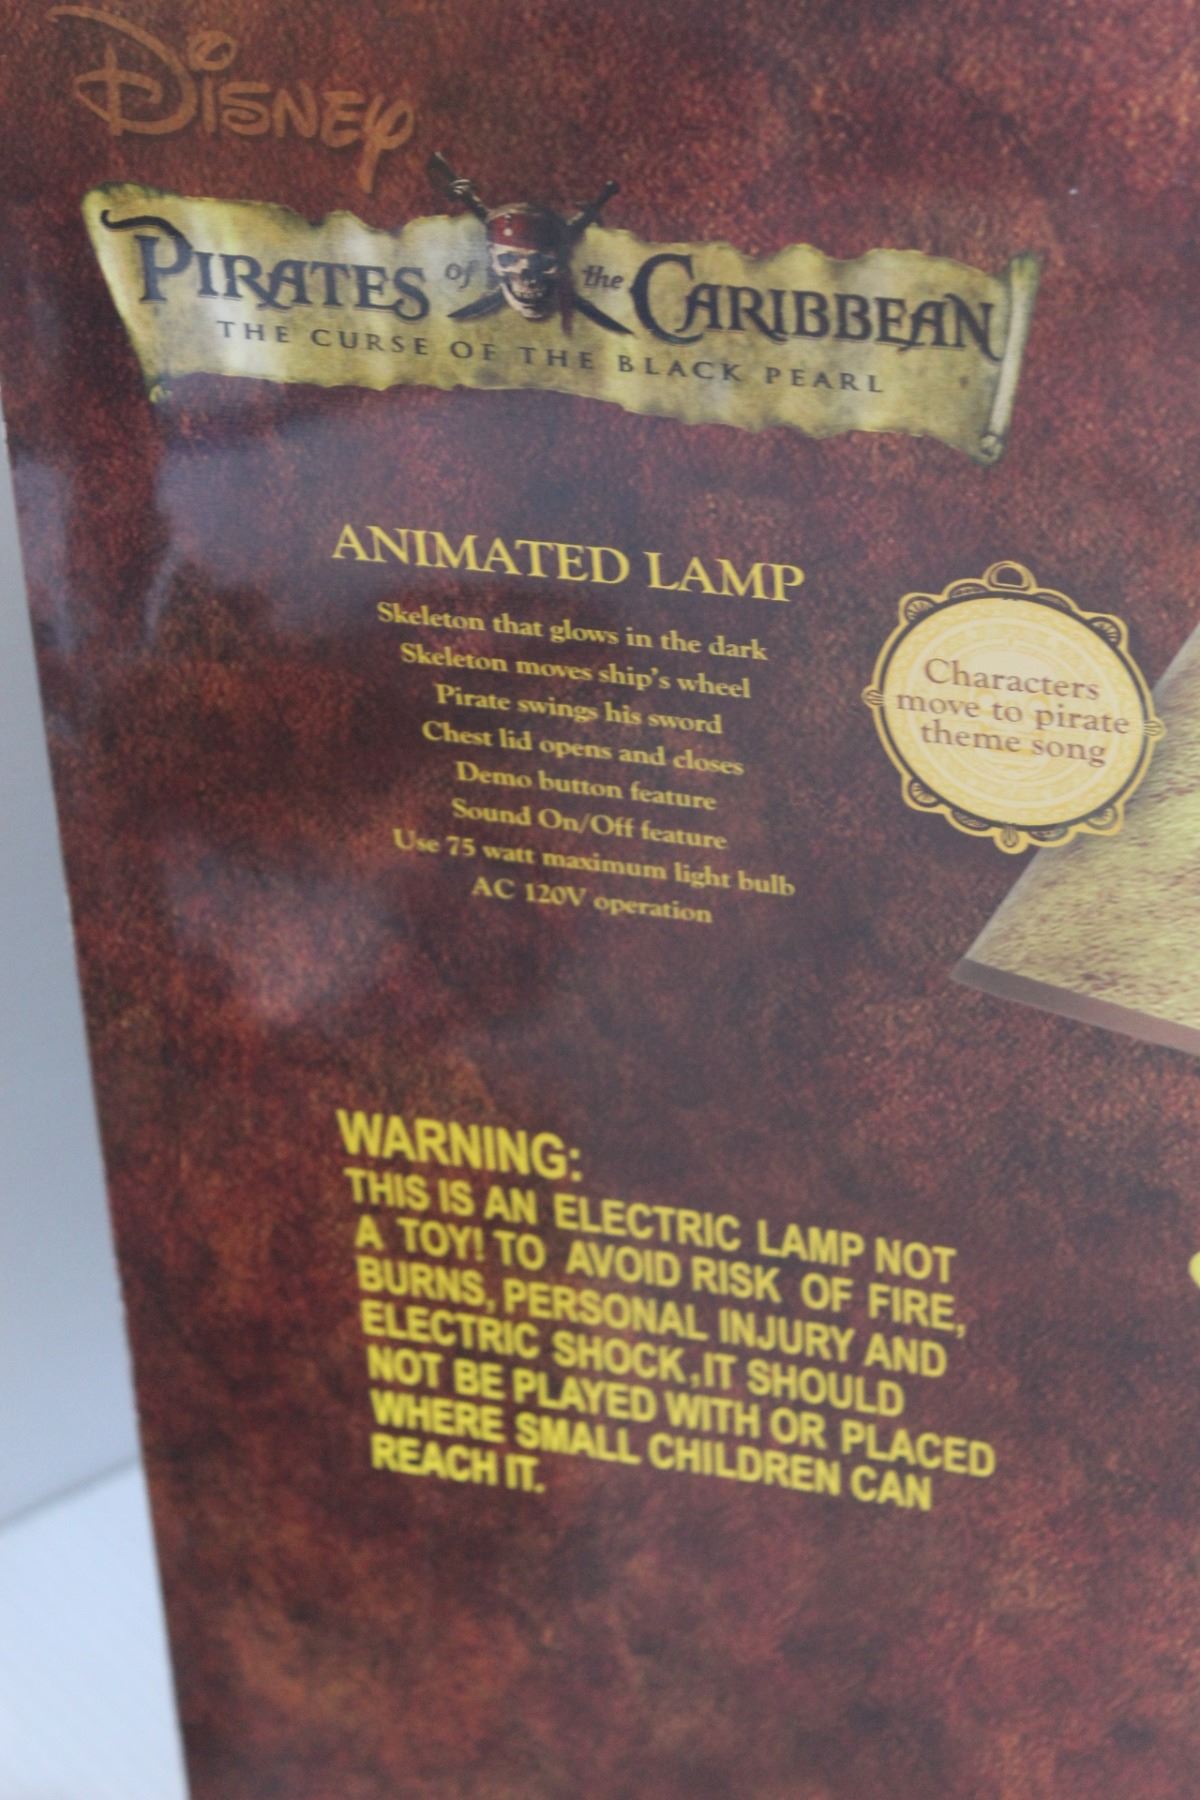 Disney
PIRATES of the CARIBBEAN
THE CURSE OF THE BLACK PEARL
ANIMATED LAMP
Skeleton that glows in the dark
Skeleton moves ship's wheel
Pirate swings his sword
Chest lid opens and closes
Demo button feature
Sound On/Off feature
Use 75 watt maximum light bulb
AC 120V operation
Characters
move to pirate
theme song
WARNING:
THIS IS AN ELECTRIC LAMP NOT
A TOY! TO AVOID RISK OF FIRE,
BURNS, PERSONAL INJURY AND
ELECTRIC SHOCK,IT SHOULD
NOT BE PLAYED WITH OR PLACED
WHERE SMALL CHILDREN CAN
REACH IT.